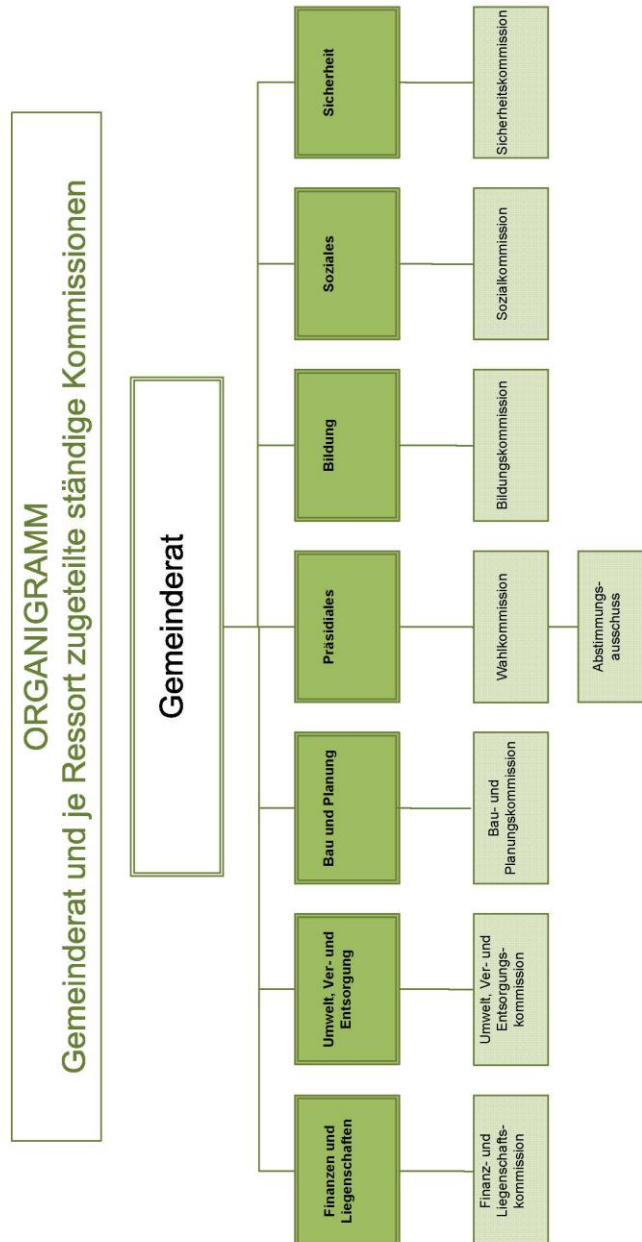 ORGANIGRAMM
Gemeinderat und je Ressort zugeteilte ständige Kommissionen
Gemeinderat
Finanzen und
Liegenschaften
Umwelt, Ver- und
Entsorgung
Bau und Planung
Präsidiales
Bildung
Soziales
Sicherheit
Finanz- und
Liegenschafts-
kommission
Umwelt, Ver- und
Entsorgungs-
kommission
Bau- und
Planungskommission
Wahlkommission
Bildungskommission
Sozialkommission
Sicherheitskommission
Abstimmungs-
ausschuss